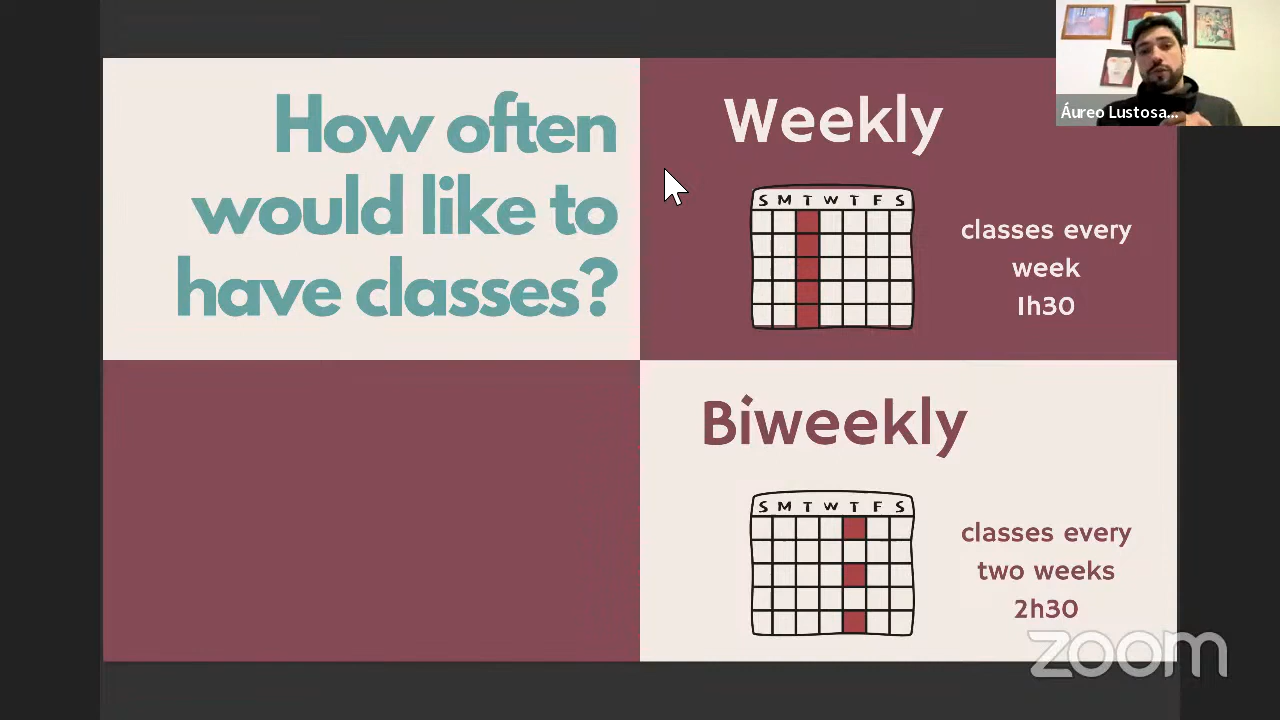 How often
would like to
have classes?
Weekly
S M T W T F S
classes every
week
1h30
Biweekly
S M T W T F S
classes every
two weeks
2h30
Áureo Lustosa...
zoom